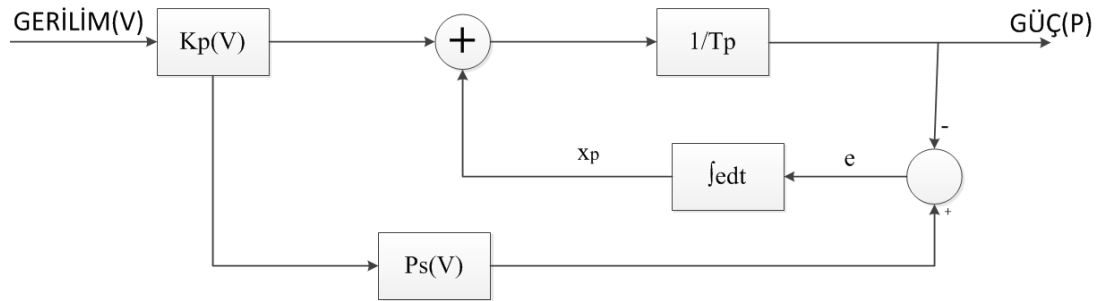 GERİLİM(V)
Kp(V)
+
1/Tp
GÜÇ(P)
-
xp
∫edt
e
+
Ps(V)